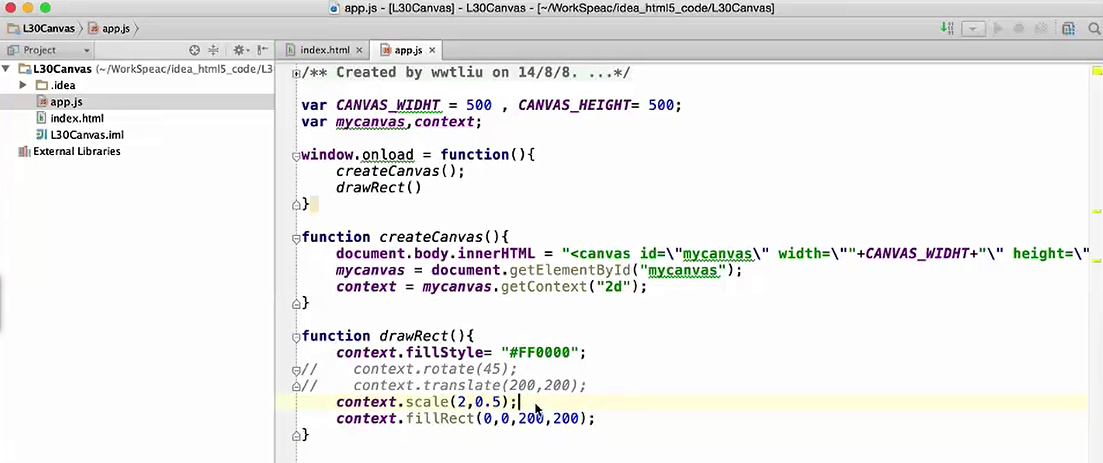 app.js - [L30Canvas] - L30Canvas - [~/WorkSpeac/idea_html5_code/L30Canvas]
L30Canvas app.js
Project index.html app.js
L30Canvas (~/WorkSpeac/idea_html5_code/L3
.idea
app.js
index.html
L30Canvas.iml
External Libraries
/** Created by wwtliu on 14/8/8. ...*/
var CANVAS_WIDHT = 500 , CANVAS_HEIGHT= 500;
var mycanvas,context;
window.onload = function(){
createCanvas();
drawRect()
}
function createCanvas(){
document.body.innerHTML = "<canvas id=\"mycanvas\" width=\""+CANVAS_WIDHT+"\" height=\"
mycanvas = document.getElementById("mycanvas");
context = mycanvas.getContext("2d");
}
function drawRect(){
context.fillStyle= "#FF0000";
// context.rotate(45);
// context.translate(200,200);
context.scale(2,0.5);
context.fillRect(0,0,200,200);
}